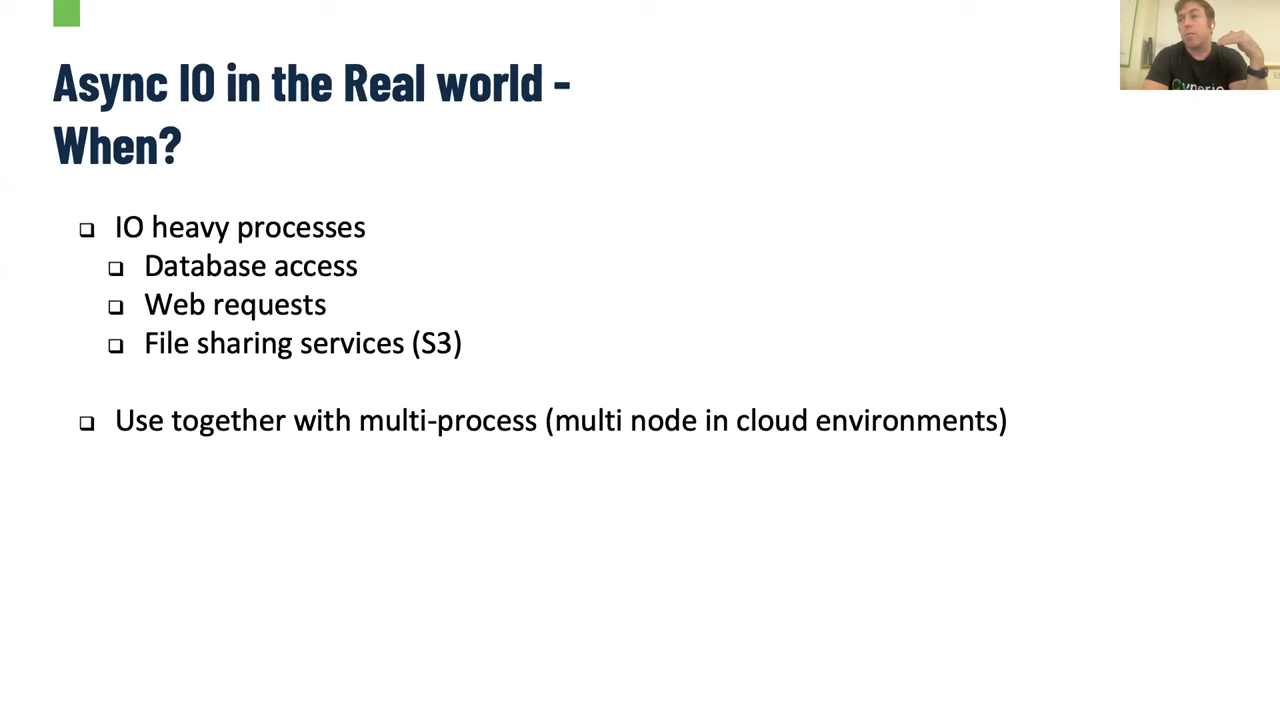 Async IO in the Real world -
When?
IO heavy processes
Database access
Web requests
File sharing services (S3)
Use together with multi-process (multi node in cloud environments)